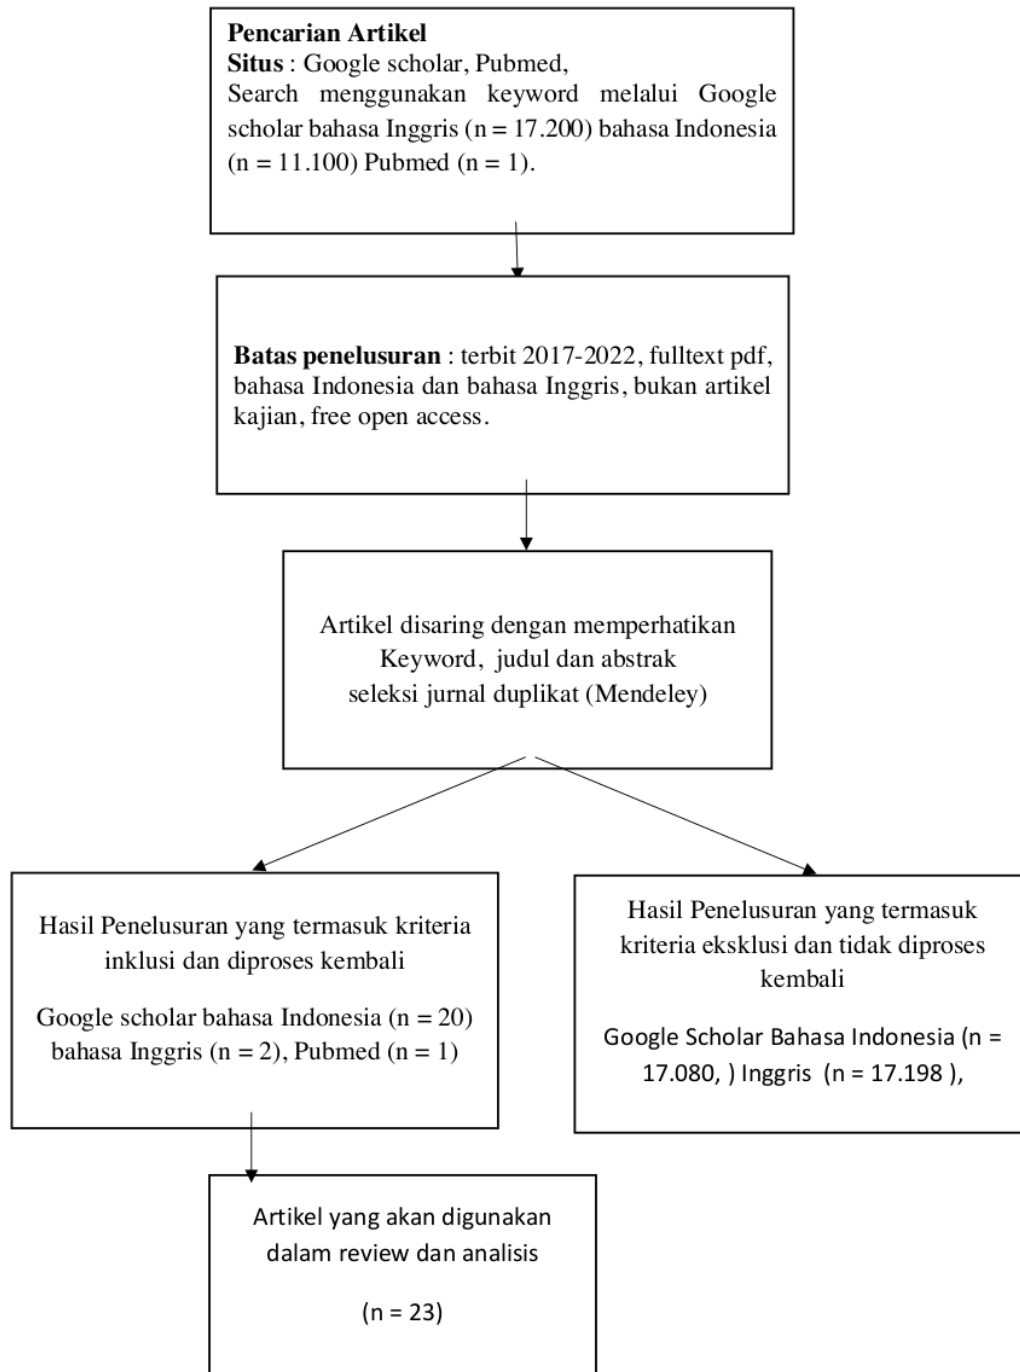 Pencarian Artikel
Situs : Google scholar, Pubmed,
Search menggunakan keyword melalui Google
scholar bahasa Inggris (n = 17.200) bahasa Indonesia
(n = 11.100) Pubmed (n = 1).
Batas penelusuran : terbit 2017-2022, fulltext pdf,
bahasa Indonesia dan bahasa Inggris, bukan artikel
kajian, free open access.
Artikel disaring dengan memperhatikan
Keyword, judul dan abstrak
seleksi jurnal duplikat (Mendeley)
Hasil Penelusuran yang termasuk kriteria
inklusi dan diproses kembali
Google scholar bahasa Indonesia (n = 20)
bahasa Inggris (n = 2), Pubmed (n = 1)
Hasil Penelusuran yang termasuk
kriteria eksklusi dan tidak diproses
kembali
Google Scholar Bahasa Indonesia (n =
17.080, ) Inggris (n = 17.198 ),
Artikel yang akan digunakan
dalam review dan analisis
(n = 23)